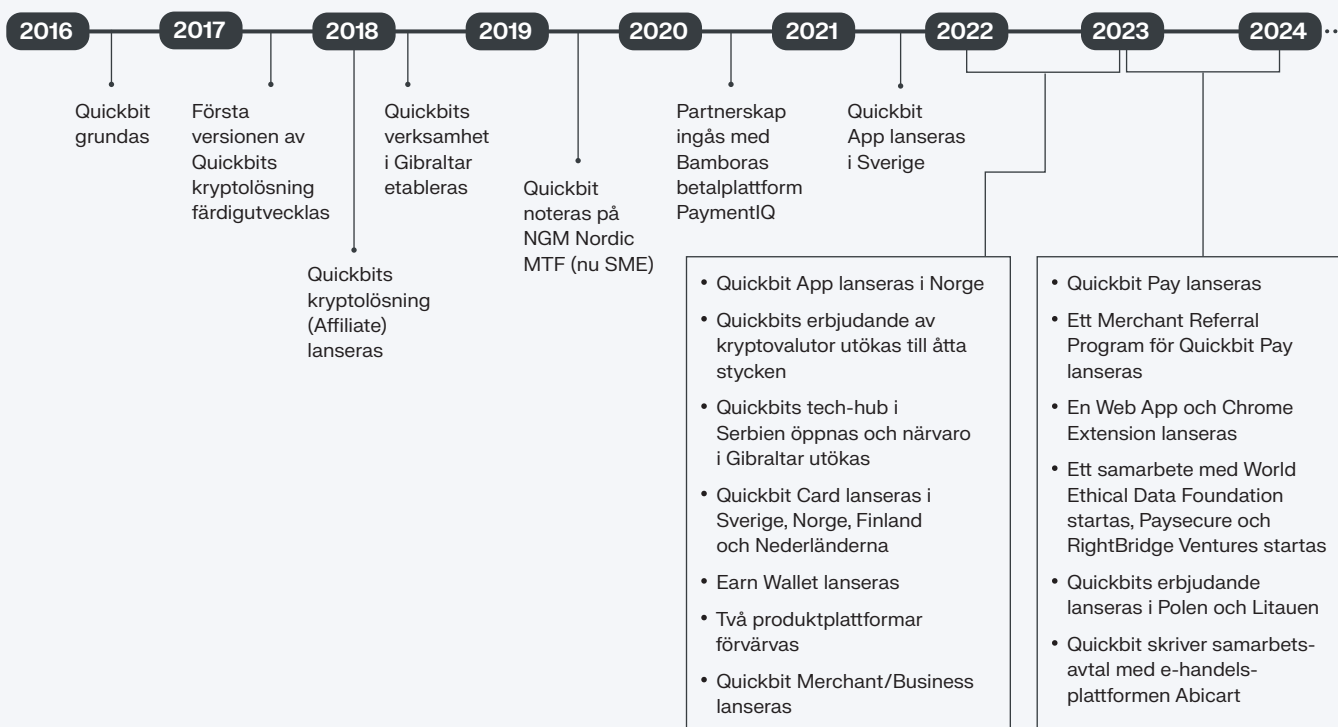 2016
2017
2018
2019
2020
2021
2022
2023
2024
Quickbit
grundas
Första
versionen av
Quickbits
kryptolösning
färdigutvecklas
Quickbits
kryptolösning
(Affiliate)
lanseras
Quickbits
verksamhet
i Gibraltar
etableras
Quickbit
noteras på
NGM Nordic
MTF (nu SME)
Partnerskap
ingås med
Bamboras
betalplattform
PaymentIQ
Quickbit
App lanseras
i Sverige
• Quickbit App lanseras i Norge
• Quickbits erbjudande av
kryptovalutor utökas till åtta
stycken
• Quickbits tech-hub i
Serbien öppnas och närvaro
i Gibraltar utökas
• Quickbit Card lanseras i
Sverige, Norge, Finland
och Nederländerna
• Earn Wallet lanseras
• Två produktplattformar
förvärvas
• Quickbit Merchant/Business
lanseras
• Quickbit Pay lanseras
• Ett Merchant Referral
Program för Quickbit Pay
lanseras
• En Web App och Chrome
Extension lanseras
• Ett samarbete med World
Ethical Data Foundation
startas, Paysecure och
RightBridge Ventures startas
• Quickbits erbjudande
lanseras i Polen och Litauen
• Quickbit skriver samarbets-
avtal med e-handels-
plattformen Abicart